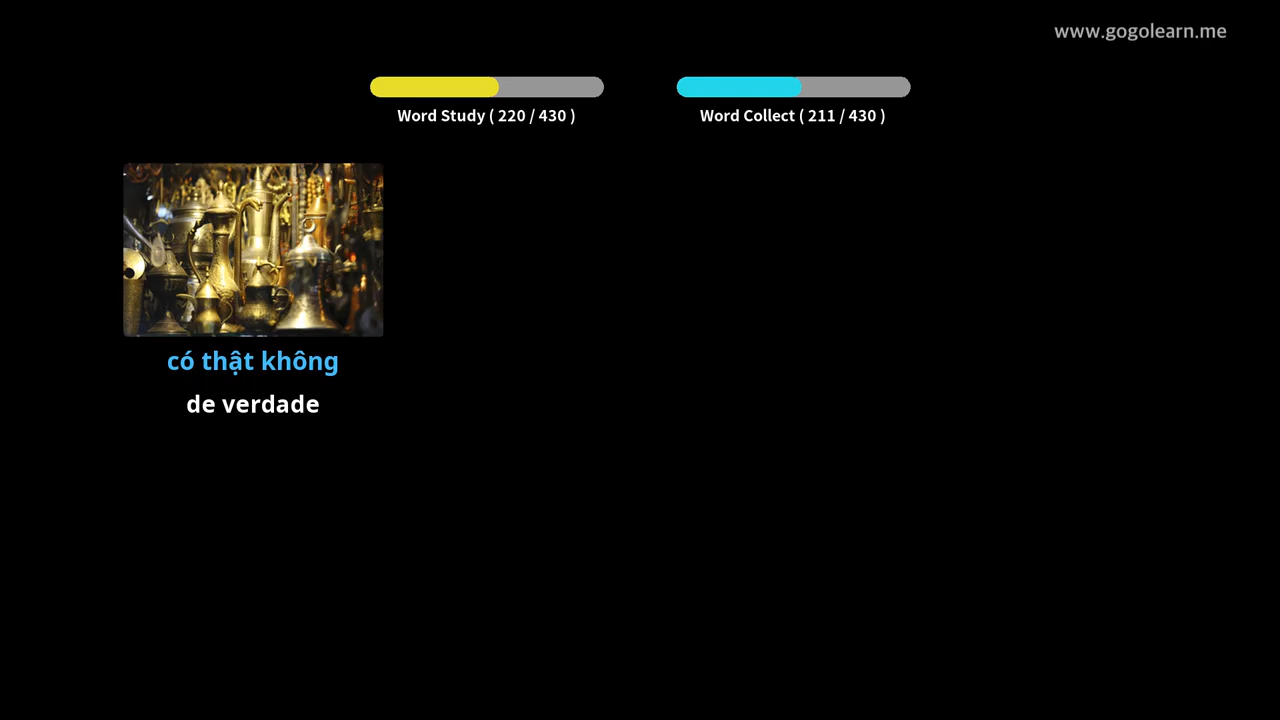 www.gogolearn.me
Word Study ( 220 / 430 )
Word Collect ( 211 / 430 )
có thật không
de verdade